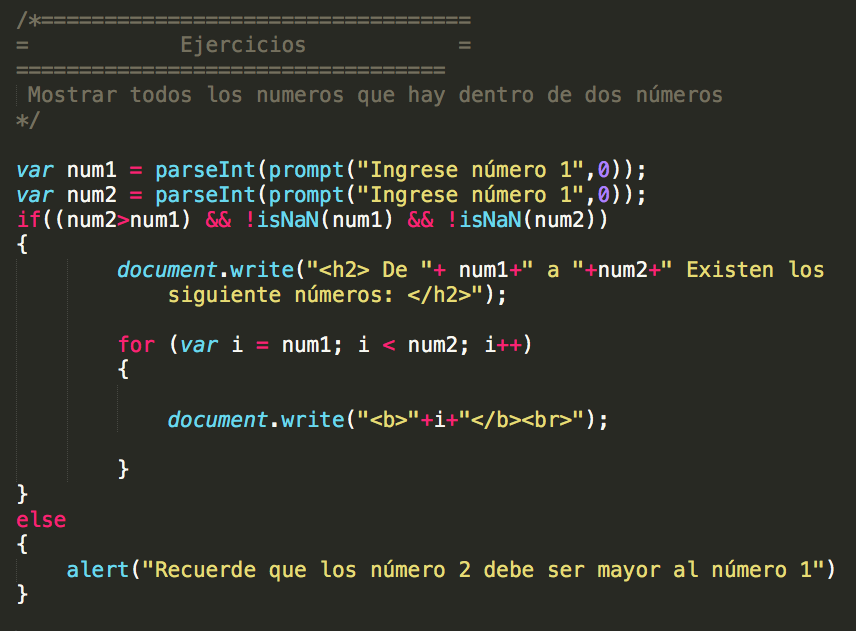 /*==================================
=            Ejercicios            =
==================================
 Mostrar todos los numeros que hay dentro de dos números
*/
var num1 = parseInt(prompt("Ingrese número 1",0));
var num2 = parseInt(prompt("Ingrese número 1",0));
if((num2>num1) && !isNaN(num1) && !isNaN(num2))
{
        document.write("<h2> De "+ num1+" a "+num2+" Existen los
            siguiente números: </h2>");
        for (var i = num1; i < num2; i++)
        {
            document.write("<b>"+i+"</b><br>");
        }
}
else
{
    alert("Recuerde que los número 2 debe ser mayor al número 1")
}